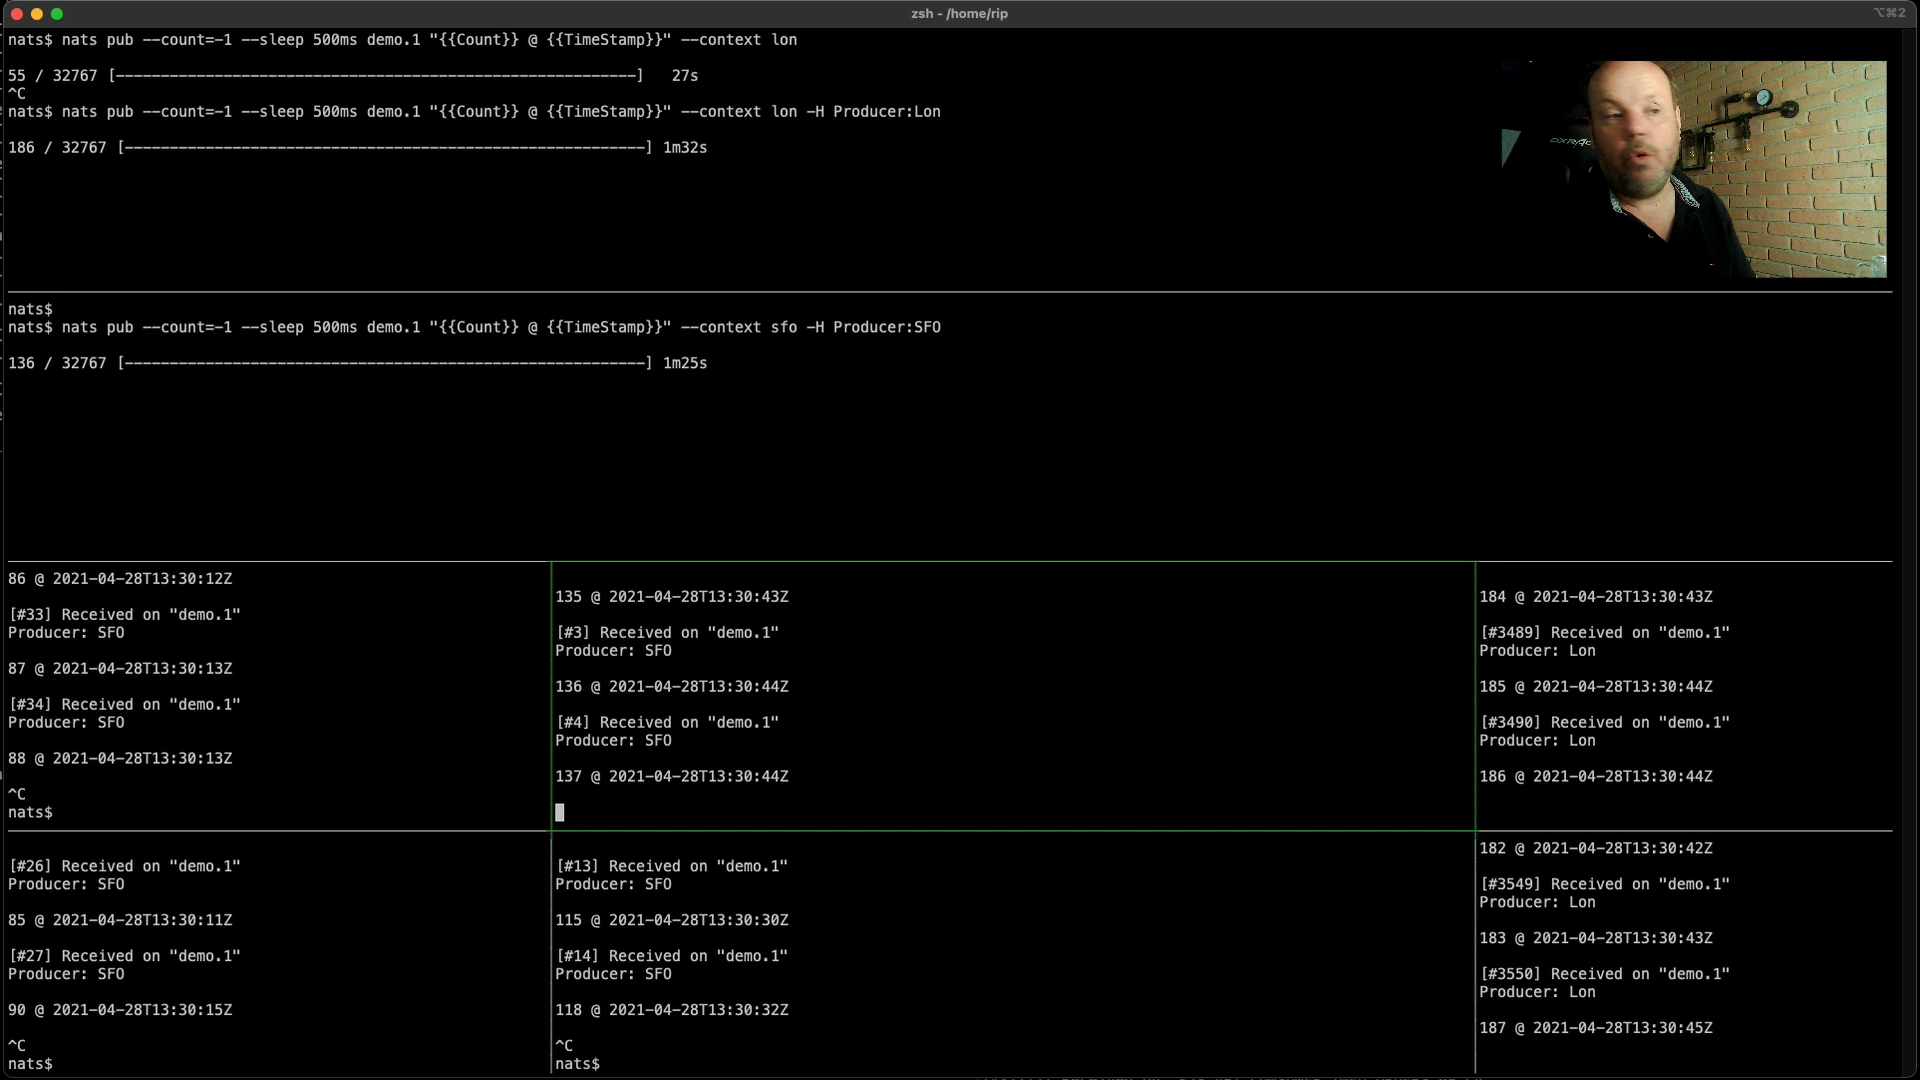 zsh - /home/rip
⌥⌘2
nats$ nats pub --count=-1 --sleep 500ms demo.1 "{{Count}} @ {{TimeStamp}}" --context lon
55 / 32767 [----------------------------------------------------------] 27s
^C
nats$ nats pub --count=-1 --sleep 500ms demo.1 "{{Count}} @ {{TimeStamp}}" --context lon -H Producer:Lon
186 / 32767 [----------------------------------------------------------] 1m32s
nats$
nats$ nats pub --count=-1 --sleep 500ms demo.1 "{{Count}} @ {{TimeStamp}}" --context sfo -H Producer:SFO
136 / 32767 [----------------------------------------------------------] 1m25s
86 @ 2021-04-28T13:30:12Z
[#33] Received on "demo.1"
Producer: SFO
87 @ 2021-04-28T13:30:13Z
[#34] Received on "demo.1"
Producer: SFO
88 @ 2021-04-28T13:30:13Z
^C
nats$
135 @ 2021-04-28T13:30:43Z
[#3] Received on "demo.1"
Producer: SFO
136 @ 2021-04-28T13:30:44Z
[#4] Received on "demo.1"
Producer: SFO
137 @ 2021-04-28T13:30:44Z
184 @ 2021-04-28T13:30:43Z
[#3489] Received on "demo.1"
Producer: Lon
185 @ 2021-04-28T13:30:44Z
[#3490] Received on "demo.1"
Producer: Lon
186 @ 2021-04-28T13:30:44Z
[#26] Received on "demo.1"
Producer: SFO
85 @ 2021-04-28T13:30:11Z
[#27] Received on "demo.1"
Producer: SFO
90 @ 2021-04-28T13:30:15Z
^C
nats$
[#13] Received on "demo.1"
Producer: SFO
115 @ 2021-04-28T13:30:30Z
[#14] Received on "demo.1"
Producer: SFO
118 @ 2021-04-28T13:30:32Z
^C
nats$
182 @ 2021-04-28T13:30:42Z
[#3549] Received on "demo.1"
Producer: Lon
183 @ 2021-04-28T13:30:43Z
[#3550] Received on "demo.1"
Producer: Lon
187 @ 2021-04-28T13:30:45Z